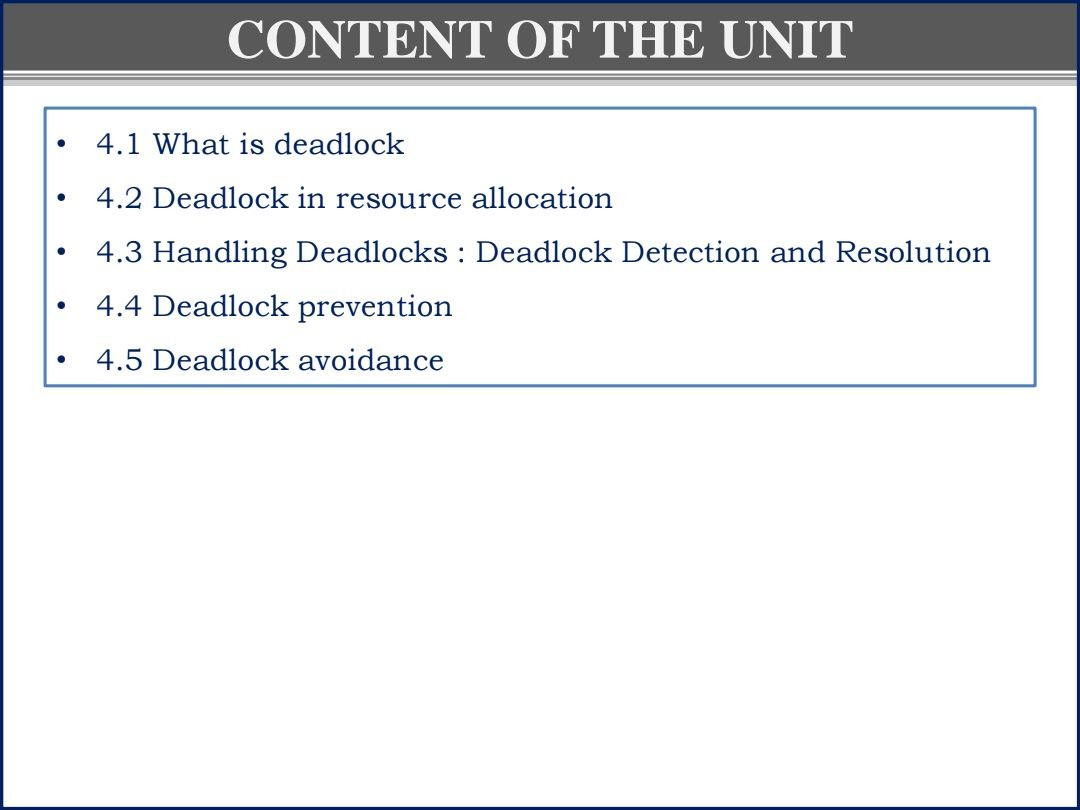 CONTENT OF THE UNIT
• 4.1 What is deadlock
• 4.2 Deadlock in resource allocation
• 4.3 Handling Deadlocks : Deadlock Detection and Resolution
• 4.4 Deadlock prevention
• 4.5 Deadlock avoidance